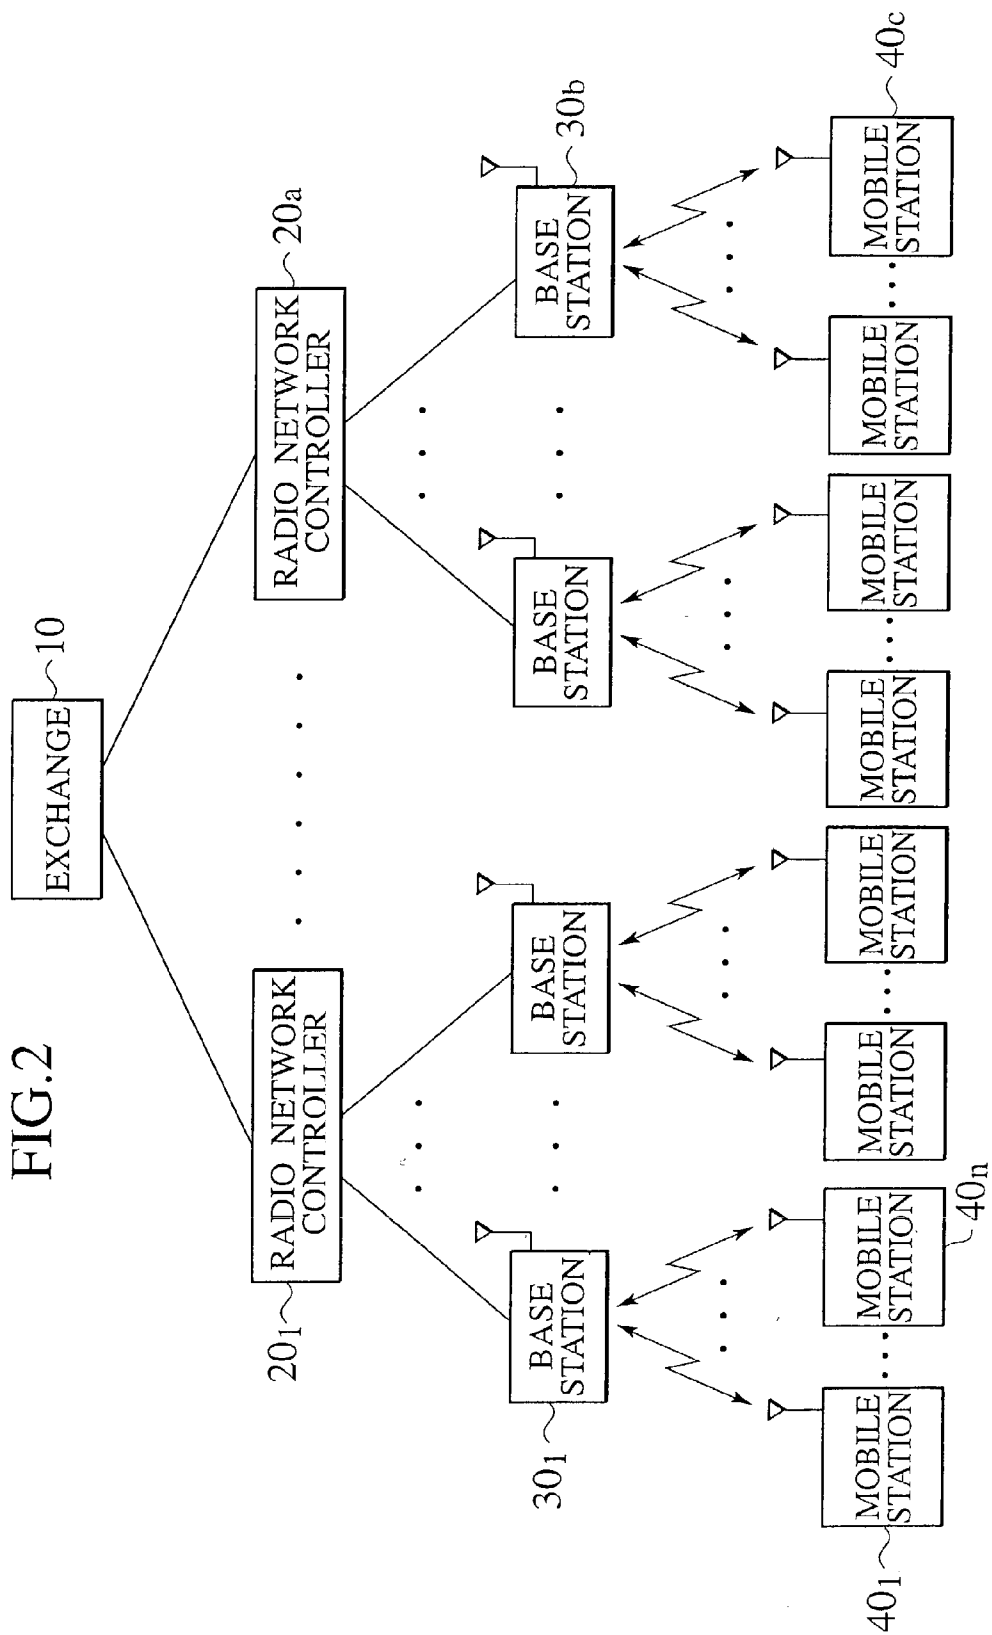 FIG.2
EXCHANGE
10
RADIO NETWORK
CONTROLLER
20₁
RADIO NETWORK
CONTROLLER
20a
BASE
STATION
30₁
BASE
STATION
BASE
STATION
BASE
STATION
30b
MOBILE
STATION
40₁
MOBILE
STATION
40n
MOBILE
STATION
MOBILE
STATION
MOBILE
STATION
MOBILE
STATION
MOBILE
STATION
MOBILE
STATION
40c